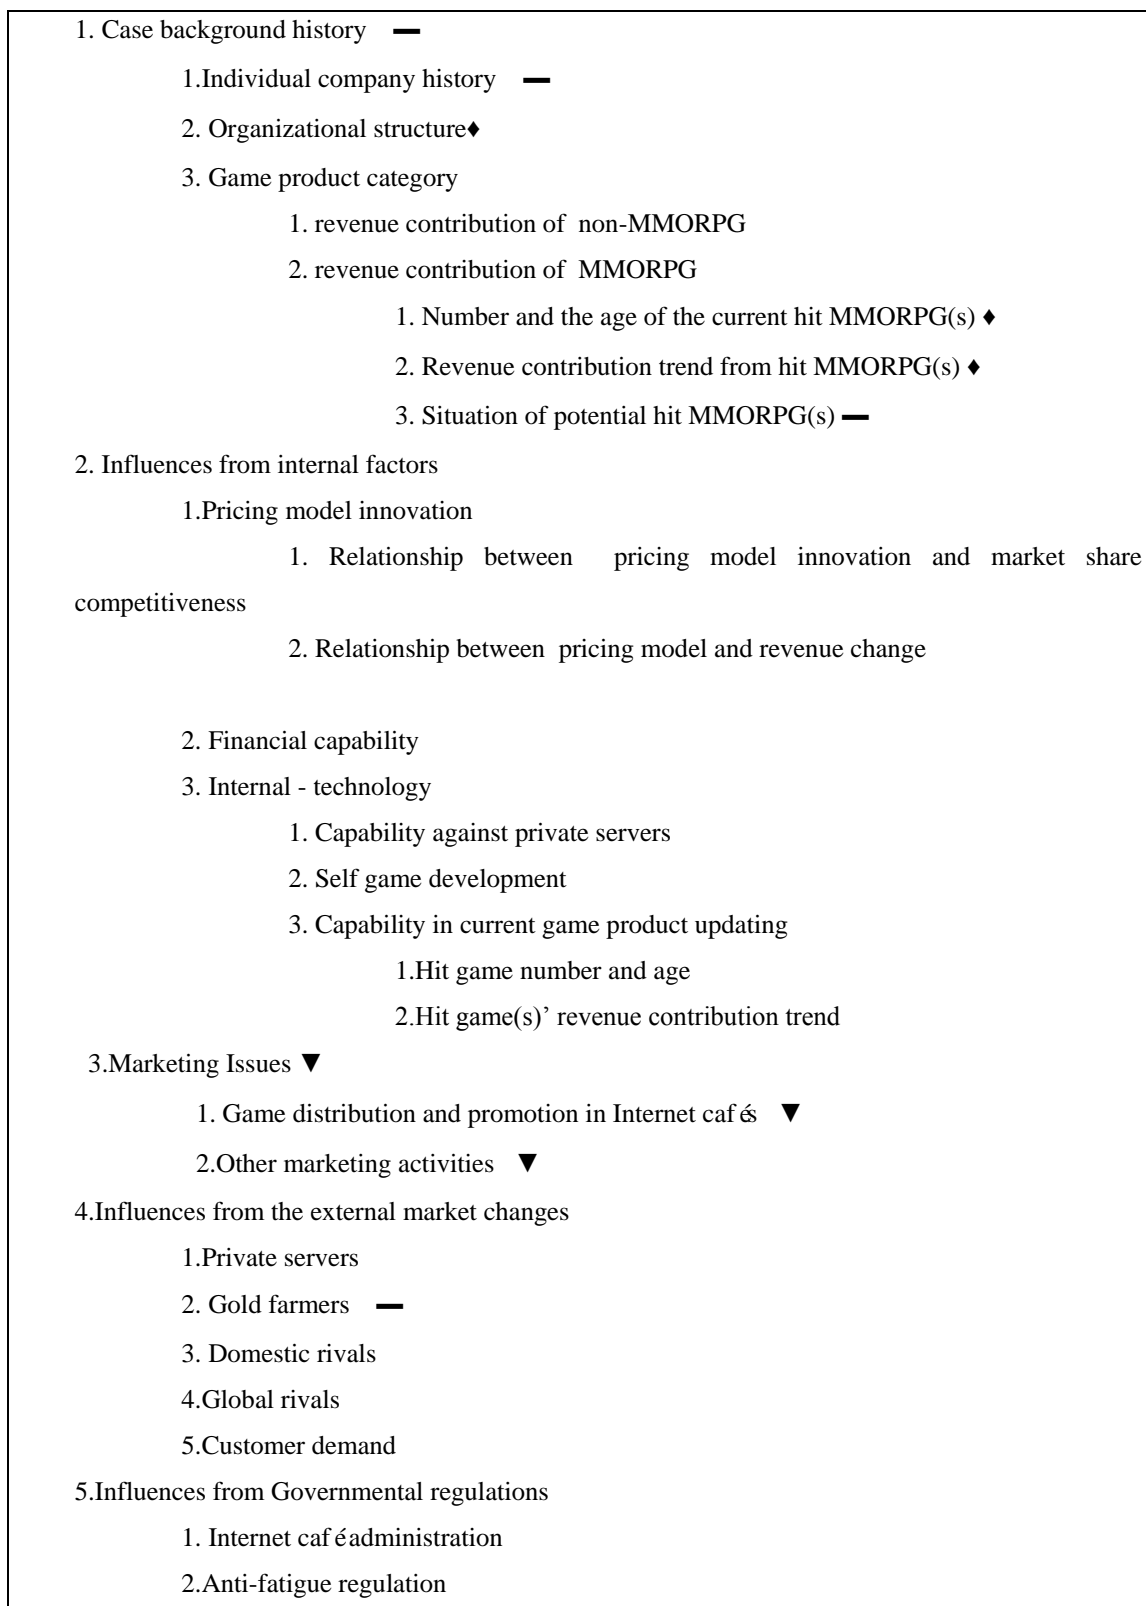 1. Case background history ▬
1.Individual company history ▬
2. Organizational structure♦
3. Game product category
1. revenue contribution of non-MMORPG
2. revenue contribution of MMORPG
1. Number and the age of the current hit MMORPG(s) ♦
2. Revenue contribution trend from hit MMORPG(s) ♦
3. Situation of potential hit MMORPG(s) ▬
2. Influences from internal factors
1.Pricing model innovation
1. Relationship between pricing model innovation and market share
competitiveness
2. Relationship between pricing model and revenue change
2. Financial capability
3. Internal - technology
1. Capability against private servers
2. Self game development
3. Capability in current game product updating
1.Hit game number and age
2.Hit game(s)’ revenue contribution trend
3.Marketing Issues ▼
1. Game distribution and promotion in Internet cafés ▼
2.Other marketing activities ▼
4.Influences from the external market changes
1.Private servers
2. Gold farmers ▬
3. Domestic rivals
4.Global rivals
5.Customer demand
5.Influences from Governmental regulations
1. Internet café administration
2.Anti-fatigue regulation